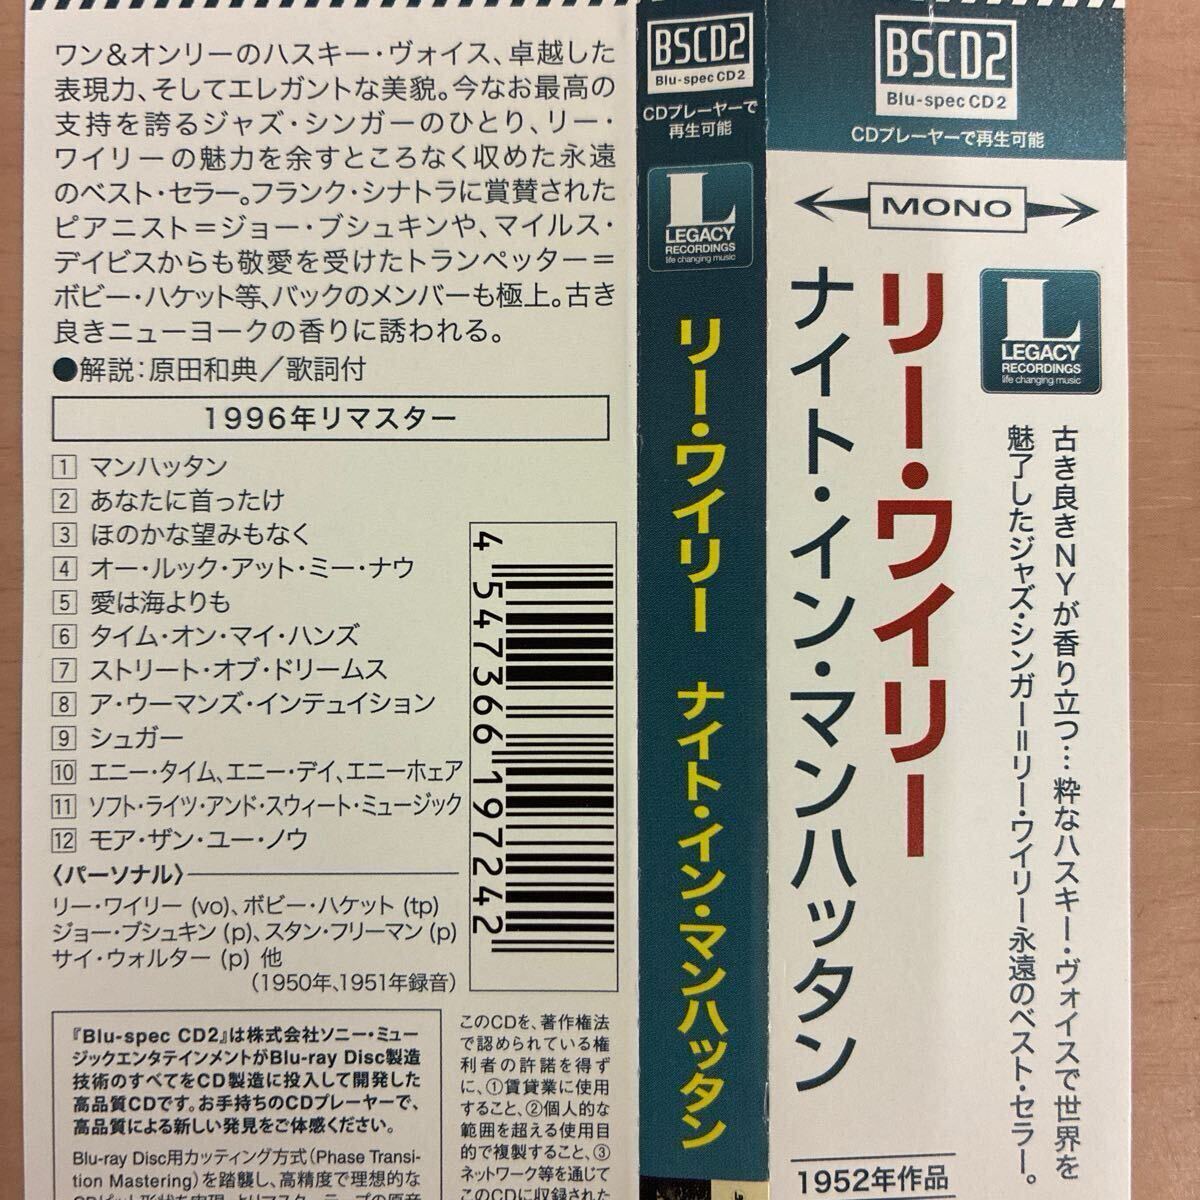 ワン&オンリーのハスキー・ヴォイス、卓越した
表現力、そしてエレガントな美貌。今なお最高の
支持を誇るジャズ・シンガーのひとり、リー・
ワイリーの魅力を余すところなく収めた永遠
のベスト・セラー。フランク・シナトラに賞賛された
ピアニスト＝ジョー・ブシュキンや、マイルス・
デイビスからも敬愛を受けたトランペッター＝
ボビー・ハケット等、バックのメンバーも極上。古き
良きニューヨークの香りに誘われる。
●解説：原田和典／歌詞付
1996年リマスター
1 マンハッタン
2 あなたに首ったけ
3 ほのかな望みもなく
4 オー・ルック・アット・ミー・ナウ
5 愛は海よりも
6 タイム・オン・マイ・ハンズ
7 ストリート・オブ・ドリームス
8 ア・ウーマンズ・インテュイション
9 シュガー
10 エニー・タイム、エニー・デイ、エニーホェア
11 ソフト・ライツ・アンド・スウィート・ミュージック
12 モア・ザン・ユー・ノウ
〈パーソナル〉
リー・ワイリー (vo)、ボビー・ハケット (tp)
ジョー・ブシュキン (p)、スタン・フリーマン (p)
サイ・ウォルター (p) 他
(1950年、1951年録音)
4 547366 197242
『Blu-spec CD2』は株式会社ソニー・ミュー
ジックエンタテインメントがBlu-ray Disc製造
技術のすべてをCD製造に投入して開発した
高品質CDです。お手持ちのCDプレーヤーで、
高品質による新しい発見をご体感ください。
Blu-ray Disc用カッティング方式(Phase Transi-
tion Mastering)を踏襲し、高精度で理想的な
このCDを、著作権法
で認められている権
利者の許諾を得ず
に、①賃貸業に使用
すること、②個人的な
範囲を超える使用目
的で複製すること、③
ネットワーク等を通じて
このCDに収録された
BSCD2
Blu-spec CD2
CDプレーヤーで
再生可能
L
LEGACY
RECORDINGS
life changing music
リー・ワイリー ナイト・イン・マンハッタン
BSCD2
Blu-spec CD2
CDプレーヤーで再生可能
MONO
L
LEGACY
RECORDINGS
life changing music
古き良きNYが香り立つ…粋なハスキー・ヴォイスで世界を
魅了したジャズ・シンガー＝リー・ワイリー永遠のベスト・セラー。
リー・ワイリー
ナイト・イン・マンハッタン
1952年作品